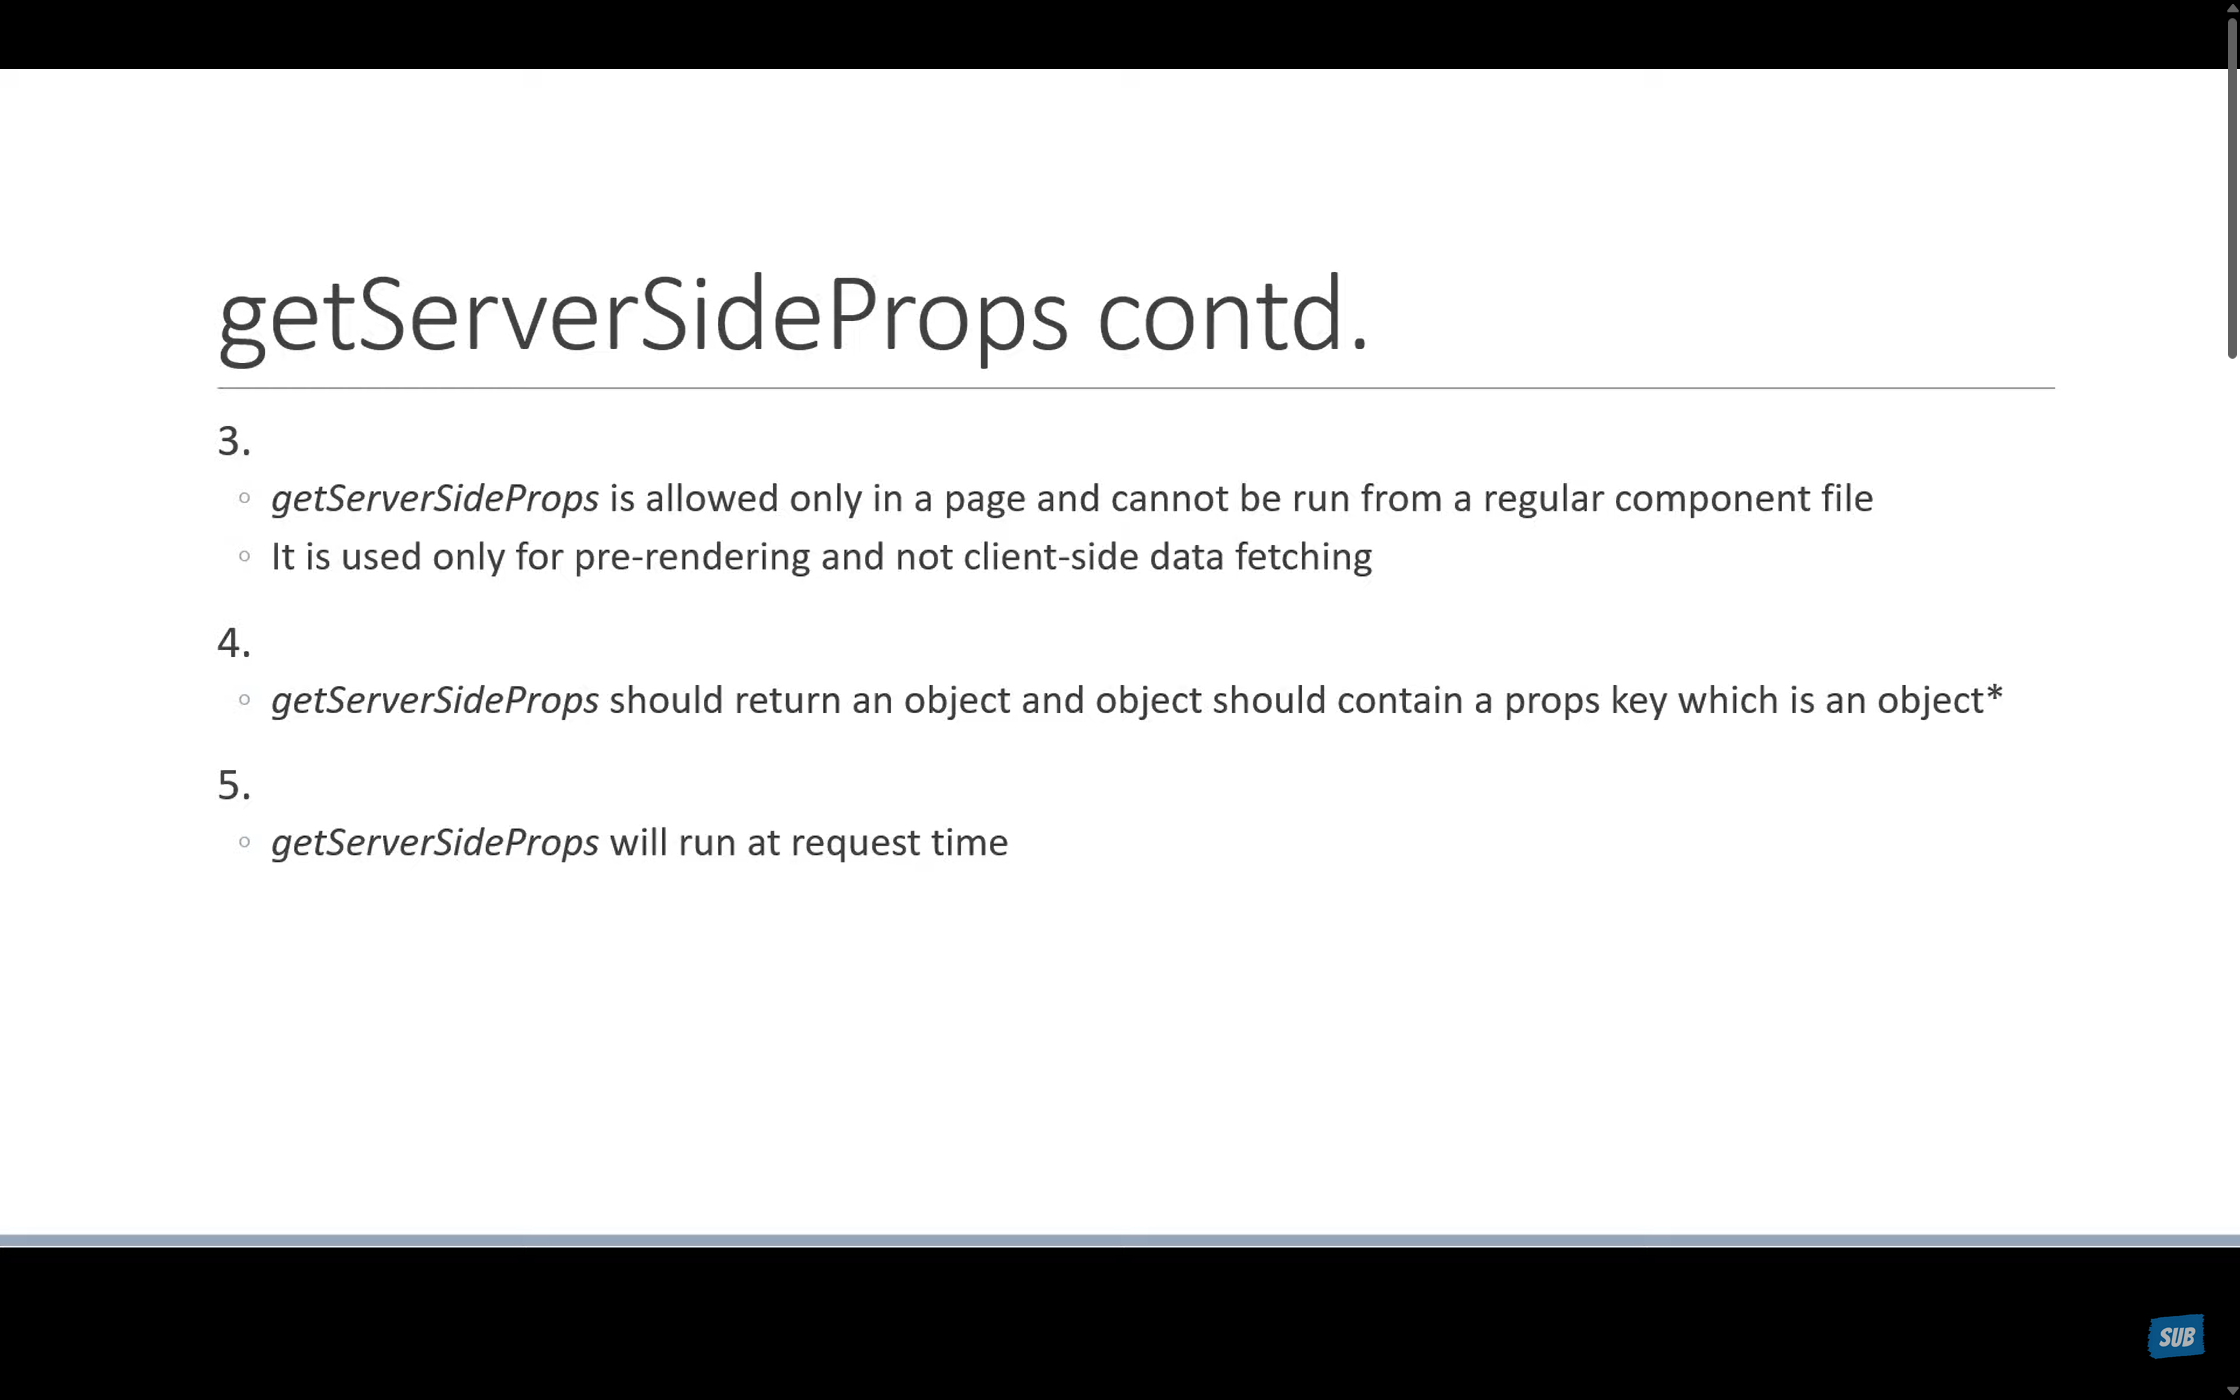 getServerSideProps contd.
3.
◦ getServerSideProps is allowed only in a page and cannot be run from a regular component file
◦ It is used only for pre-rendering and not client-side data fetching
4.
◦ getServerSideProps should return an object and object should contain a props key which is an object*
5.
◦ getServerSideProps will run at request time
SUB